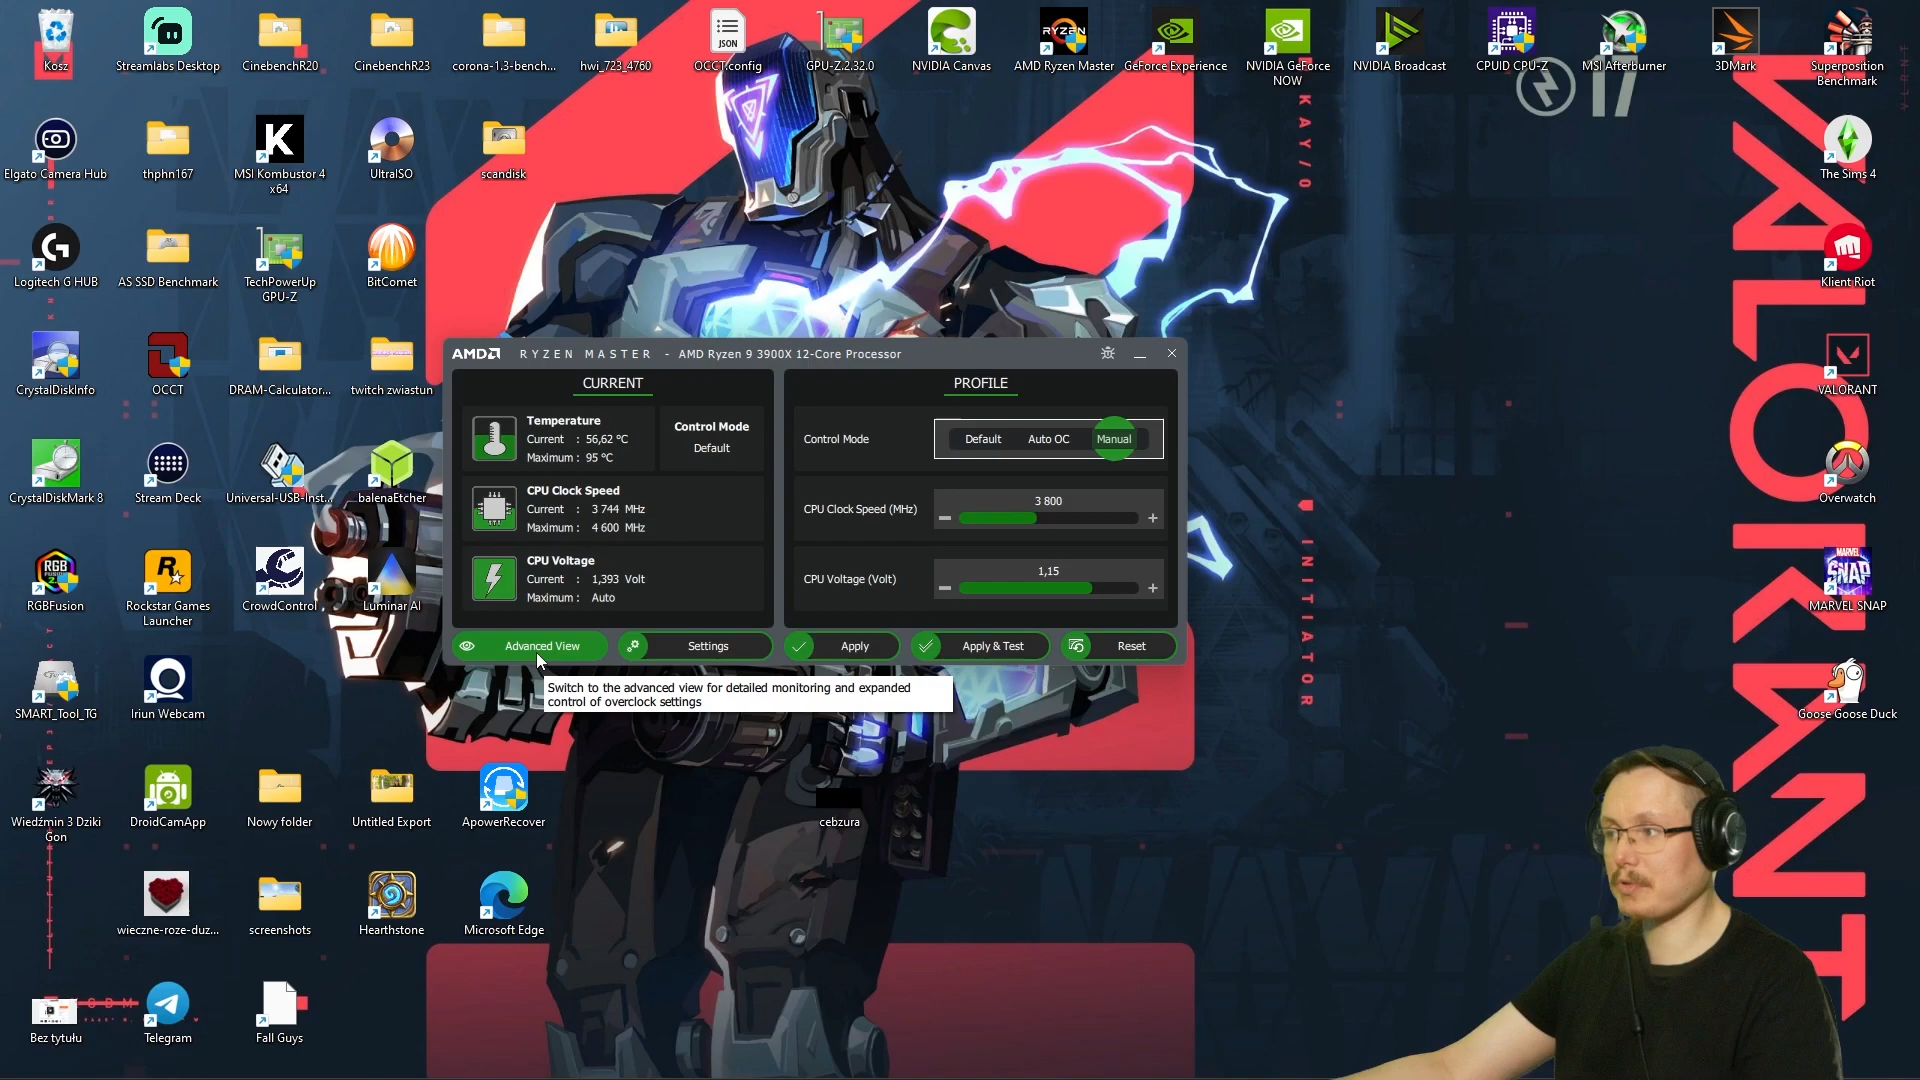 Kosz
Streamlabs Desktop
CinebenchR20
CinebenchR23
corona-1.3-bench...
hwi_723_4760
JSON
OCCT.config
GPU-Z.2.32.0
NVIDIA Canvas
RYZEN
AMD Ryzen Master
GeForce Experience
NVIDIA GeForce
NOW
NVIDIA Broadcast
CPUID CPU-Z
MSI Afterburner
3DMark
Superposition
Benchmark
17
KAY/O
Elgato Camera Hub
thphn167
MSI Kombustor 4
x64
UltraISO
scandisk
The Sims 4
Logitech G HUB
AS SSD Benchmark
TechPowerUp
GPU-Z
BitComet
Klient Riot
CrystalDiskInfo
OCCT
DRAM-Calculator...
twitch zwiastun
VALORANT
VALORANT
AMD RYZEN MASTER - AMD Ryzen 9 3900X 12-Core Processor
CURRENT
Temperature
Current : 56,62 °C
Maximum : 95 °C
Control Mode
Default
CPU Clock Speed
Current : 3 744 MHz
Maximum : 4 600 MHz
CPU Voltage
Current : 1,393 Volt
Maximum : Auto
PROFILE
Control Mode
Default Auto OC Manual
CPU Clock Speed (MHz)
3 800
CPU Voltage (Volt)
1,15
Advanced View
Settings
Apply
Apply & Test
Reset
Switch to the advanced view for detailed monitoring and expanded
control of overclock settings
INITIATOR
CrystalDiskMark 8
Stream Deck
Universal-USB-Inst...
balenaEtcher
Overwatch
RGB
RGBFusion
Rockstar Games
Launcher
CrowdControl
Luminar AI
MARVEL
SNAP
MARVEL SNAP
SMART_Tool_TG
Iriun Webcam
Goose Goose Duck
Wiedźmin 3 Dziki
Gon
DroidCamApp
Nowy folder
Untitled Export
ApowerRecover
cebzura
wieczne-roze-duz...
screenshots
Hearthstone
Microsoft Edge
Bez tytułu
Telegram
Fall Guys